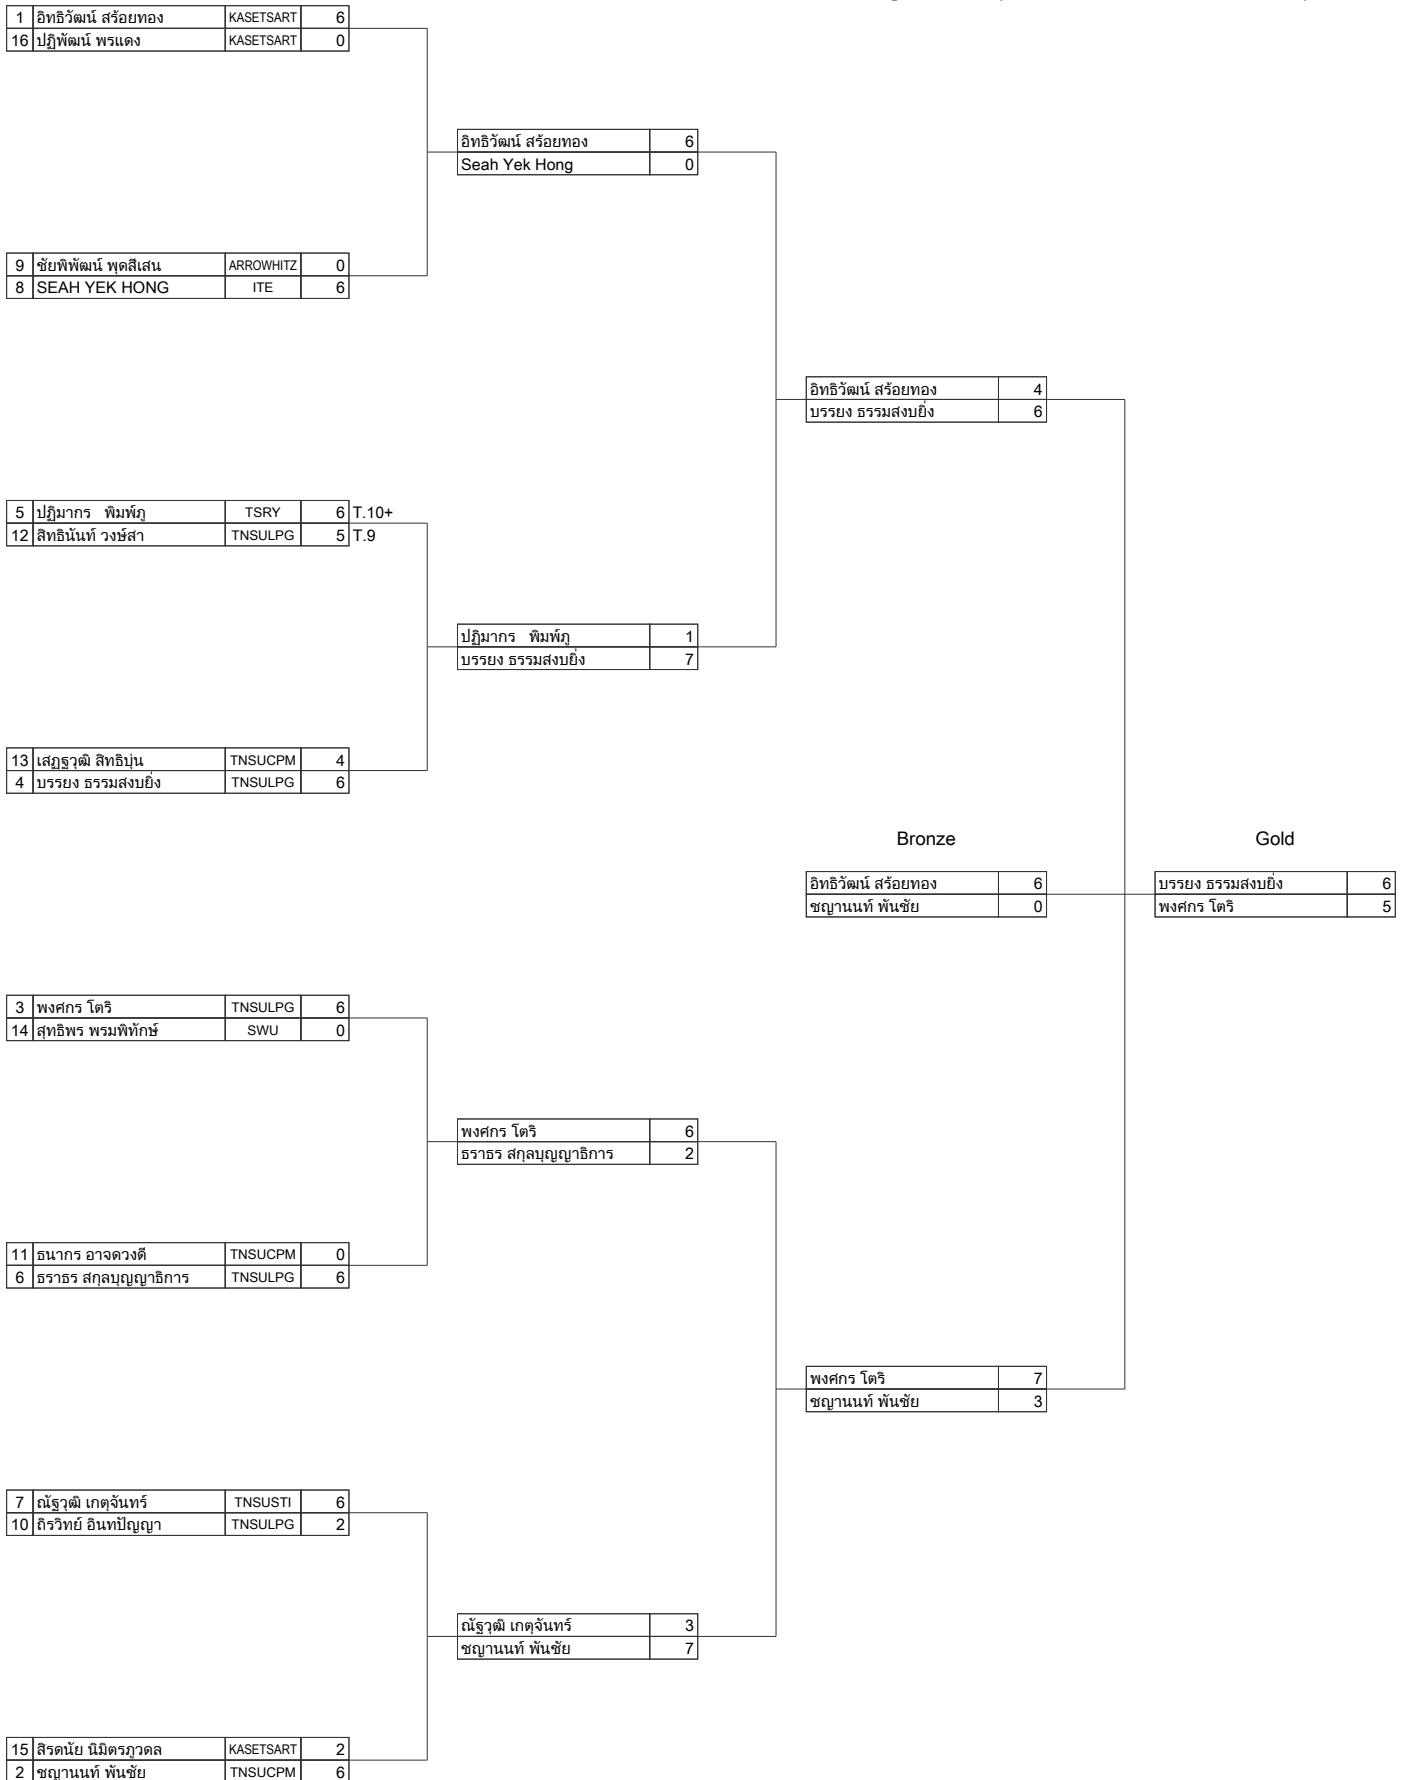 1 อิทธิวัฒน์ สร้อยทอง KASETSART 6
16 ปฏิพัฒน์ พรแดง KASETSART 0
อิทธิวัฒน์ สร้อยทอง 6
Seah Yek Hong 0
9 ชัยพิพัฒน์ พุดสีเสน ARROWHITZ 0
8 SEAH YEK HONG ITE 6
อิทธิวัฒน์ สร้อยทอง 4
บรรยง ธรรมสงบยิ่ง 6
5 ปฏิมากร พิมพ์ภู TSRY 6 T.10+
12 สิทธินันท์ วงษ์สา TNSULPG 5 T.9
ปฏิมากร พิมพ์ภู 1
บรรยง ธรรมสงบยิ่ง 7
13 เสฏฐวุฒิ สิทธิบุ่น TNSUCPM 4
4 บรรยง ธรรมสงบยิ่ง TNSULPG 6
Bronze Gold
อิทธิวัฒน์ สร้อยทอง 6 บรรยง ธรรมสงบยิ่ง 6
ชญานนท์ พันชัย 0 พงศกร โตริ 5
3 พงศกร โตริ TNSULPG 6
14 สุทธิพร พรมพิทักษ์ SWU 0
พงศกร โตริ 6
ธราธร สกุลบุญญาธิการ 2
11 ธนากร อาจดวงดี TNSUCPM 0
6 ธราธร สกุลบุญญาธิการ TNSULPG 6
พงศกร โตริ 7
ชญานนท์ พันชัย 3
7 ณัฐวุฒิ เกตุจันทร์ TNSUSTI 6
10 ถิรวิทย์ อินทปัญญา TNSULPG 2
ณัฐวุฒิ เกตุจันทร์ 3
ชญานนท์ พันชัย 7
15 สิรดนัย นิมิตรภูวดล KASETSART 2
2 ชญานนท์ พันชัย TNSUCPM 6